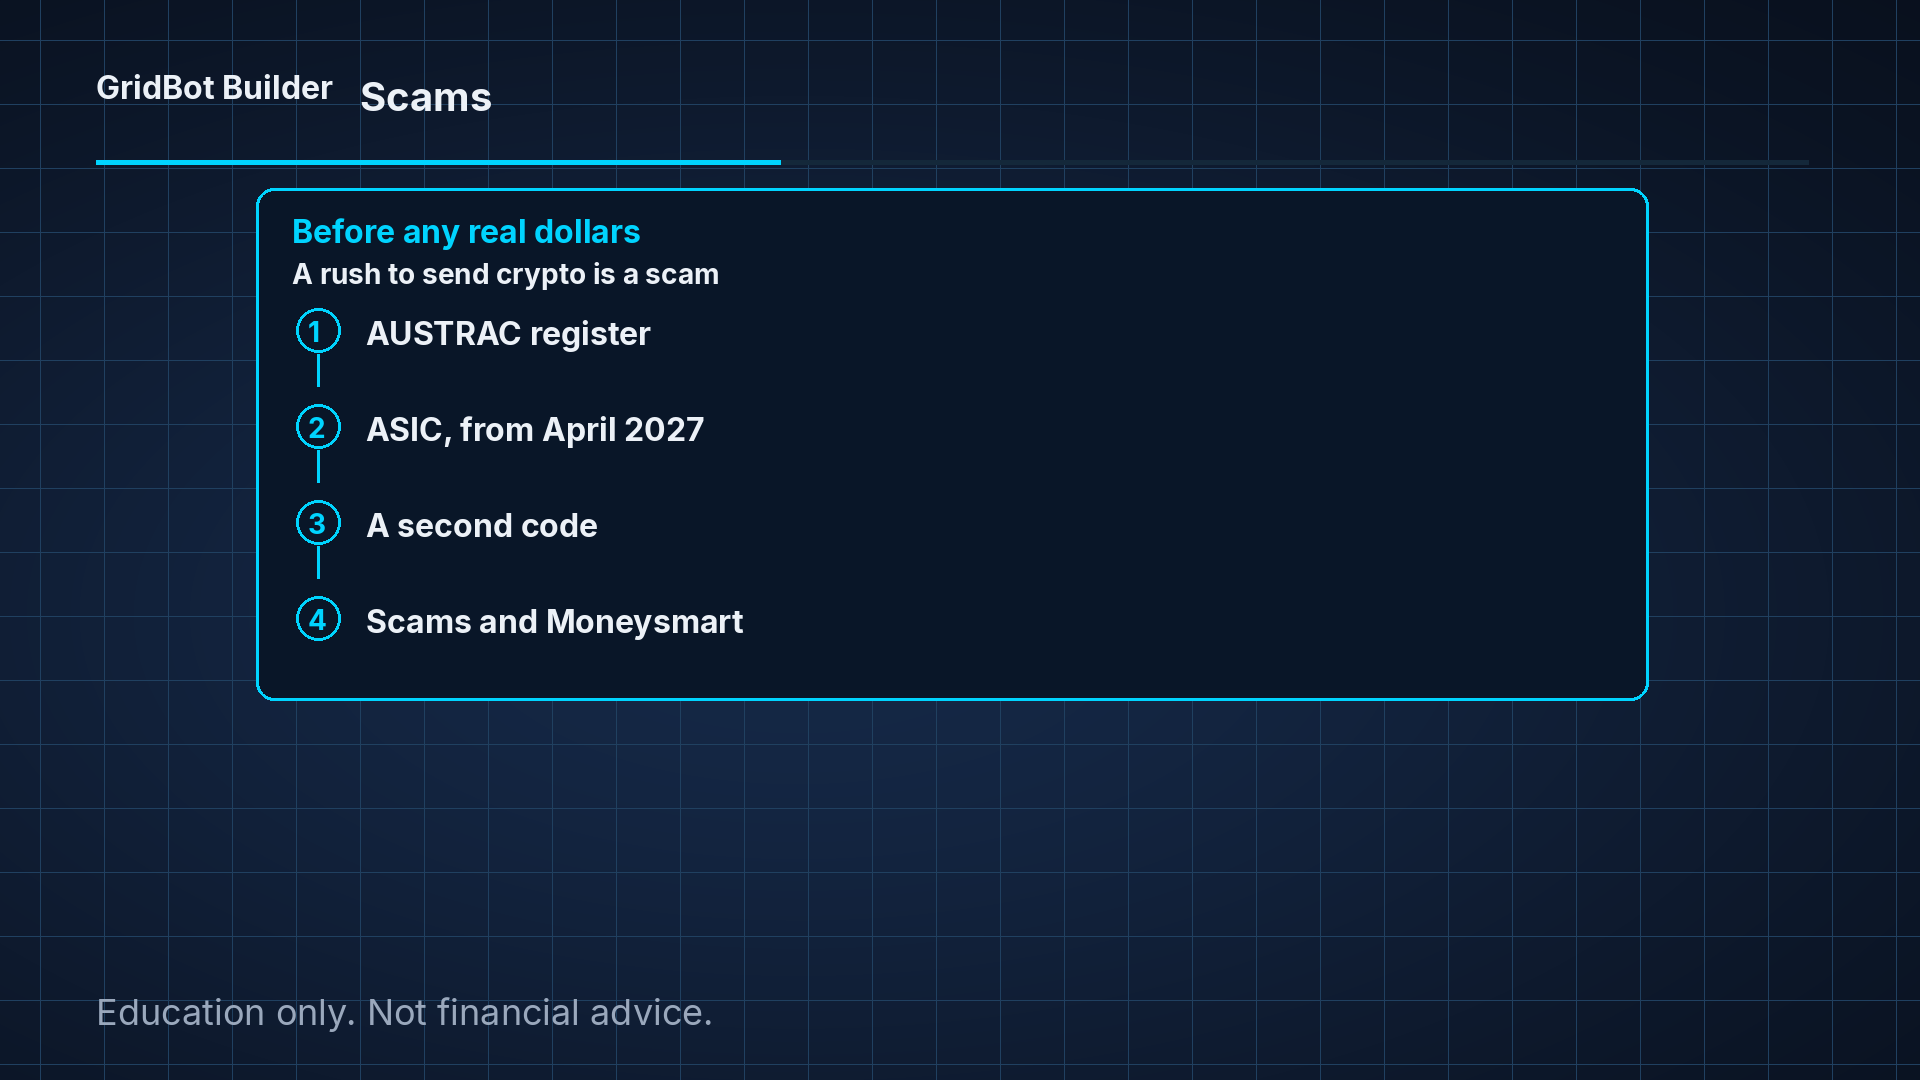 GridBot Builder
Scams
Before any real dollars
A rush to send crypto is a scam
1 AUSTRAC register
2 ASIC, from April 2027
3 A second code
4 Scams and Moneysmart
Education only. Not financial advice.